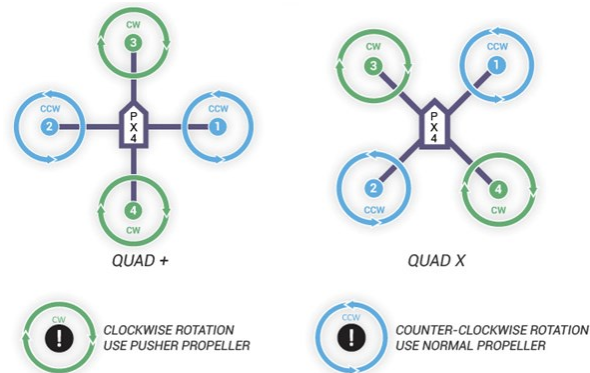 CW
3
CCW
2
P
X
4
CCW
1
4
CW
QUAD +
CW
3
CCW
1
P
X
4
2
CCW
4
CW
QUAD X
CW
!
CLOCKWISE ROTATION
USE PUSHER PROPELLER
CCW
!
COUNTER-CLOCKWISE ROTATION
USE NORMAL PROPELLER